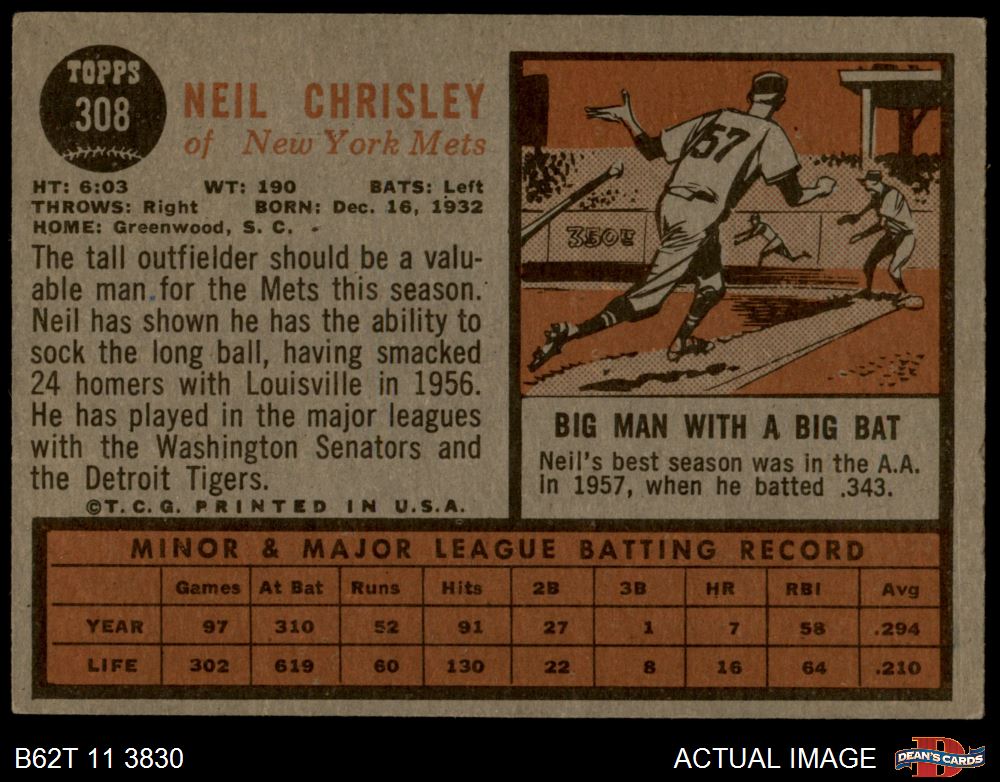 TOPPS
308
NEIL CHRISLEY
of New York Mets
HT: 6:03 WT: 190 BATS: Left
THROWS: Right BORN: Dec. 16, 1932
HOME: Greenwood, S. C.
The tall outfielder should be a valu-
able man for the Mets this season.
Neil has shown he has the ability to
sock the long ball, having smacked
24 homers with Louisville in 1956.
He has played in the major leagues
with the Washington Senators and
the Detroit Tigers.
©T. C. G. PRINTED IN U.S.A.
57
350FT
BIG MAN WITH A BIG BAT
Neil's best season was in the A.A.
in 1957, when he batted .343.
MINOR & MAJOR LEAGUE BATTING RECORD
Games At Bat Runs Hits 2B 3B HR RBI Avg
YEAR 97 310 52 91 27 1 7 58 .294
LIFE 302 619 60 130 22 8 16 64 .210
B62T 11 3830
ACTUAL IMAGE
D
DEAN'S CARDS